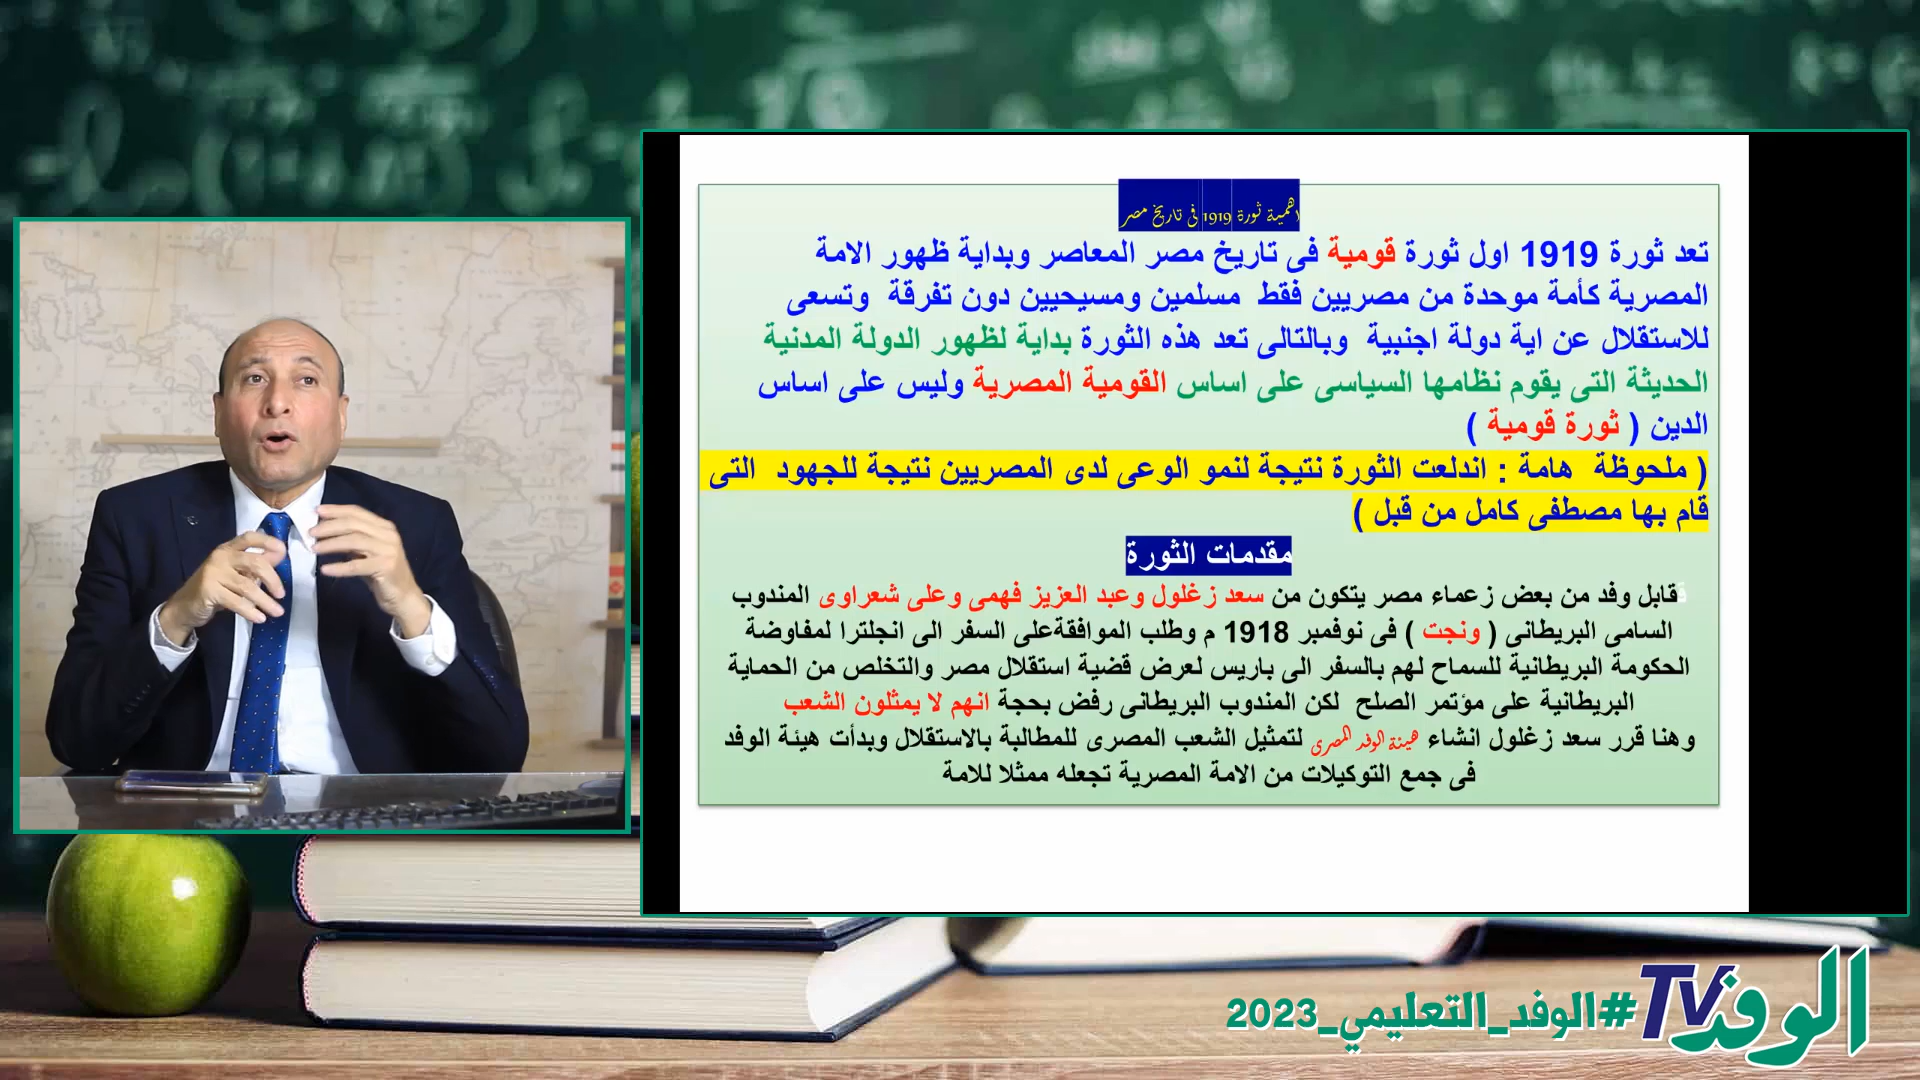 اهمية ثورة 1919 فى تاريخ مصر
تعد ثورة 1919 اول ثورة قومية فى تاريخ مصر المعاصر وبداية ظهور الامة
المصرية كأمة موحدة من مصريين فقط مسلمين ومسيحيين دون تفرقة وتسعى
للاستقلال عن اية دولة اجنبية وبالتالى تعد هذه الثورة بداية لظهور الدولة المدنية
الحديثة التى يقوم نظامها السياسى على اساس القومية المصرية وليس على اساس
الدين ( ثورة قومية )
( ملحوظة هامة : اندلعت الثورة نتيجة لنمو الوعى لدى المصريين نتيجة للجهود التى
قام بها مصطفى كامل من قبل )
مقدمات الثورة
قابل وفد من بعض زعماء مصر يتكون من سعد زغلول وعبد العزيز فهمى وعلى شعراوى المندوب
السامى البريطانى ( ونجت ) فى نوفمبر 1918 م وطلب الموافقةعلى السفر الى انجلترا لمفاوضة
الحكومة البريطانية للسماح لهم بالسفر الى باريس لعرض قضية استقلال مصر والتخلص من الحماية
البريطانية على مؤتمر الصلح لكن المندوب البريطانى رفض بحجة انهم لا يمثلون الشعب
وهنا قرر سعد زغلول انشاء هيئة الوفد المصرى لتمثيل الشعب المصرى للمطالبة بالاستقلال وبدأت هيئة الوفد
فى جمع التوكيلات من الامة المصرية تجعله ممثلا للامة
#الوفد_التعليمي_2023
الوفد TV